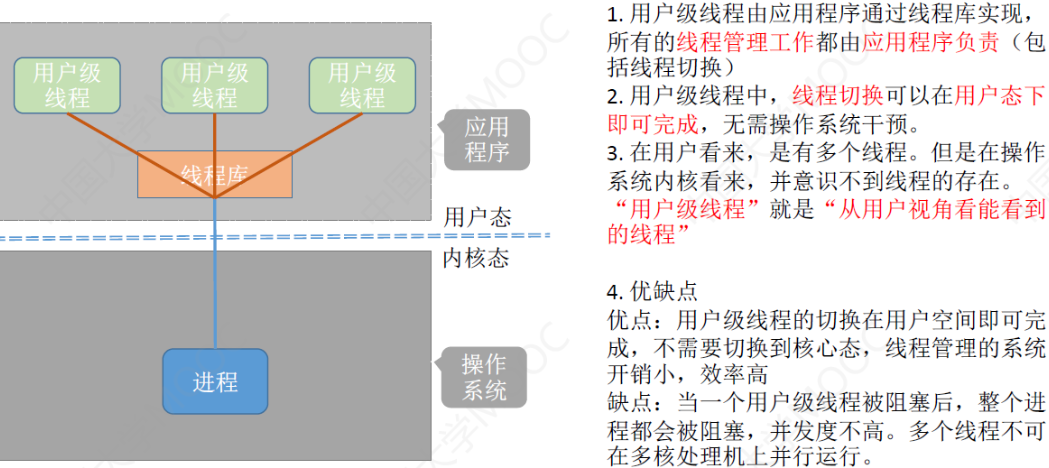 用户级
线程
用户级
线程
用户级
线程
应用
程序
线程库
用户态
内核态
进程
操作
系统
1. 用户级线程由应用程序通过线程库实现，
所有的线程管理工作都由应用程序负责（包
括线程切换）
2. 用户级线程中，线程切换可以在用户态下
即可完成，无需操作系统干预。
3. 在用户看来，是有多个线程。但是在操作
系统内核看来，并意识不到线程的存在。
“用户级线程”就是“从用户视角看能看到
的线程”
4. 优缺点
优点：用户级线程的切换在用户空间即可完
成，不需要切换到核心态，线程管理的系统
开销小，效率高
缺点：当一个用户级线程被阻塞后，整个进
程都会被阻塞，并发度不高。多个线程不可
在多核处理机上并行运行。
中国大学MOOC